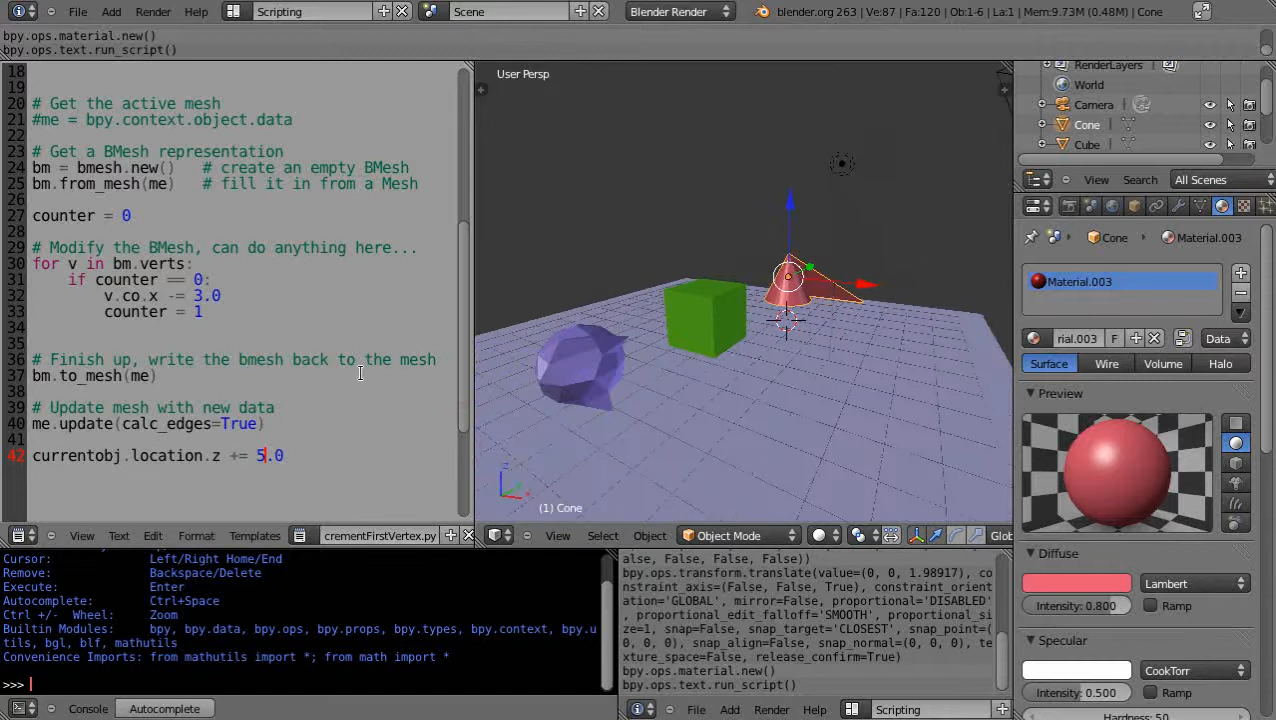 File Add Render Help Scripting Scene Blender Render blender.org 263 | Ve:87 | Fa:120 | Ob:1-6 | La:1 | Mem:9.73M (0.48M) | Cone
bpy.ops.material.new()
bpy.ops.text.run_script()
18
19
20 # Get the active mesh
21 #me = bpy.context.object.data
22
23 # Get a BMesh representation
24 bm = bmesh.new()   # create an empty BMesh
25 bm.from_mesh(me)   # fill it in from a Mesh
26
27 counter = 0
28
29 # Modify the BMesh, can do anything here...
30 for v in bm.verts:
31     if counter == 0:
32         v.co.x -= 3.0
33         counter = 1
34
35
36 # Finish up, write the bmesh back to the mesh
37 bm.to_mesh(me)
38
39 # Update mesh with new data
40 me.update(calc_edges=True)
41
42 currentobj.location.z += 5.0
View Text Edit Format Templates crementFirstVertex.py
User Persp
z
x
(1) Cone
View Select Object Object Mode Glob
RenderLayers
World
Camera
Cone
Cube
View Search All Scenes
Cone Material.003
Material.003
rial.003 F Data
Surface Wire Volume Halo
Preview
Diffuse
Lambert
Intensity: 0.800 Ramp
Specular
CookTorr
Intensity: 0.500 Ramp
Hardness: 50
Cursor: Left/Right Home/End
Remove: Backspace/Delete
Execute: Enter
Autocomplete: Ctrl+Space
Ctrl +/- Wheel: Zoom
Builtin Modules: bpy, bpy.data, bpy.ops, bpy.props, bpy.types, bpy.context, bpy.u
tils, bgl, blf, mathutils
Convenience Imports: from mathutils import *; from math import *
>>>
Console Autocomplete
alse, False, False, False))
bpy.ops.transform.translate(value=(0, 0, 1.98917), co
nstraint_axis=(False, False, True), constraint_orient
ation='GLOBAL', mirror=False, proportional='DISABLED'
, proportional_edit_falloff='SMOOTH', proportional_si
ze=1, snap=False, snap_target='CLOSEST', snap_point=(
0, 0, 0), snap_align=False, snap_normal=(0, 0, 0), te
xture_space=False, release_confirm=True)
bpy.ops.material.new()
bpy.ops.text.run_script()
File Add Render Help Scripting